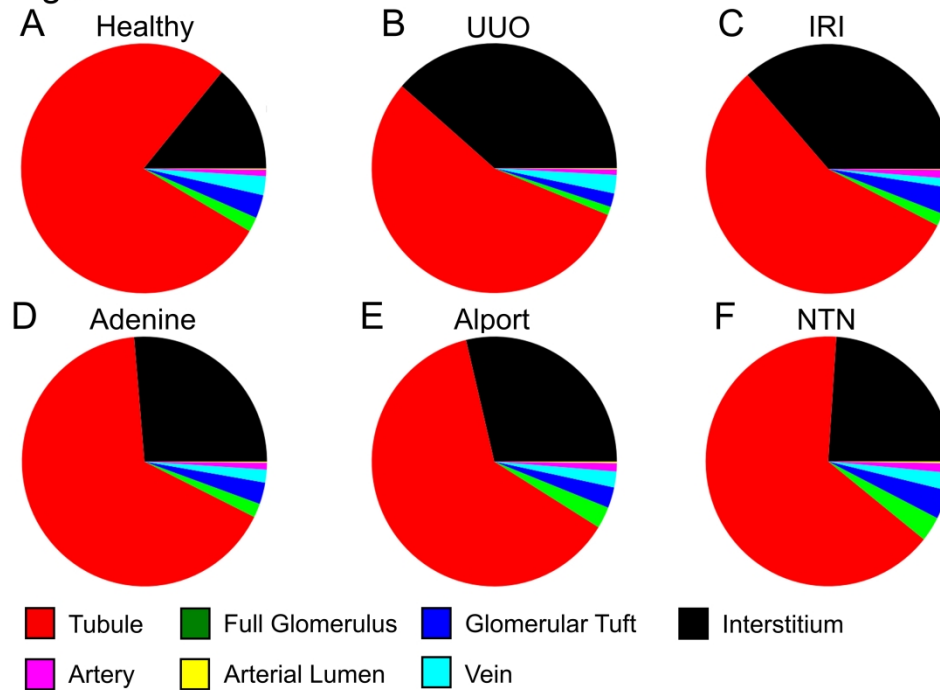 A Healthy B UUO C IRI
D Adenine E Alport F NTN
Tubule Full Glomerulus Glomerular Tuft Interstitium
Artery Arterial Lumen Vein